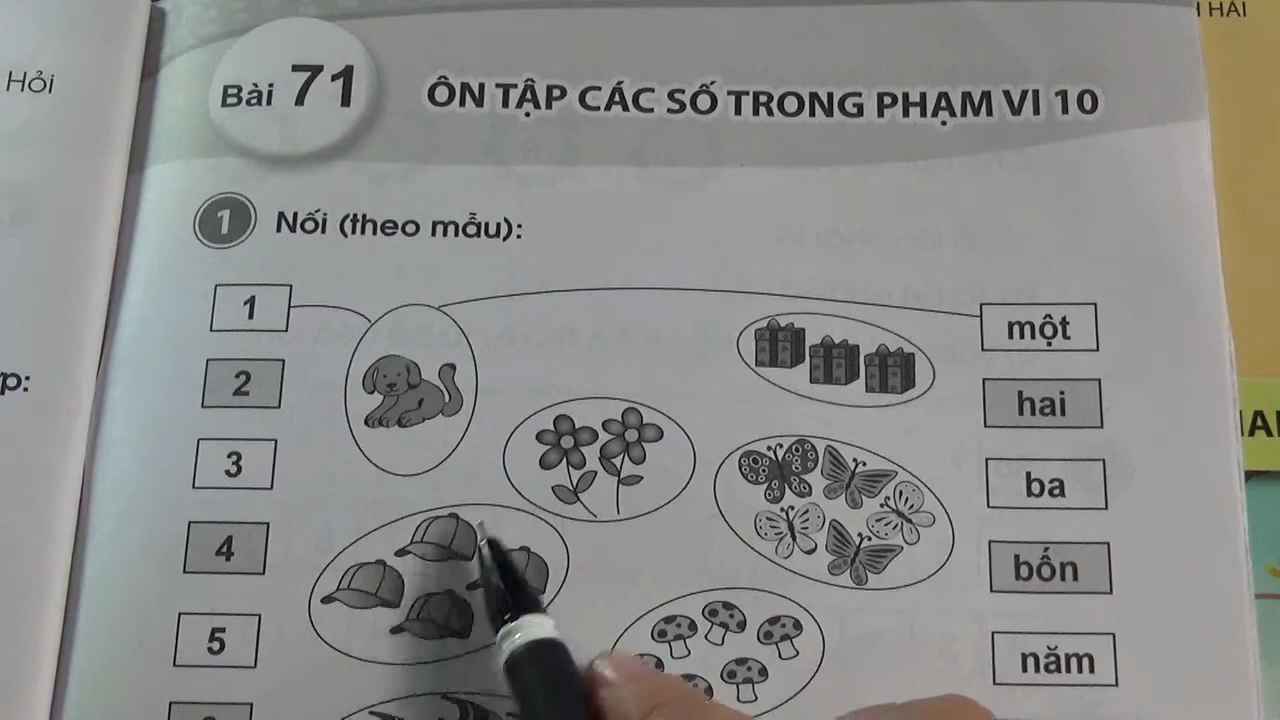 Hỏi
HẢI
Bài 71
ÔN TẬP CÁC SỐ TRONG PHẠM VI 10
1 Nối (theo mẫu):
1
một
2
hai
3
ba
4
bốn
5
năm